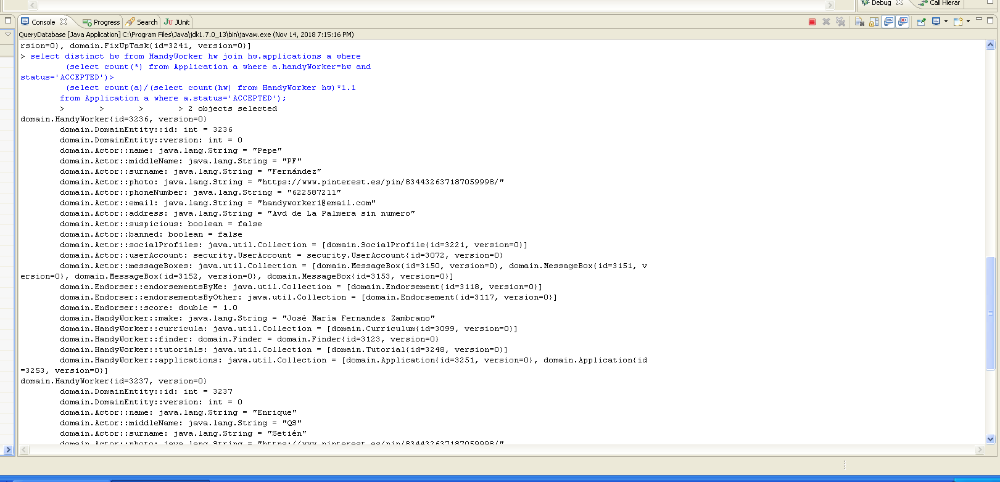 Debug Call Hierar
Console Progress Search JUnit
QueryDatabase [Java Application] C:\Program Files\Java\jdk1.7.0_13\bin\javaw.exe (Nov 14, 2018 7:15:16 PM)
rsion=0}, domain.FixUpTask{id=3241, version=0}]
> select distinct hw from HandyWorker hw join hw.applications a where
(select count(*) from Application a where a.handyWorker=hw and
status='ACCEPTED')>
(select count(a)/(select count(hw) from HandyWorker hw)*1.1
from Application a where a.status='ACCEPTED');
> > > > 2 objects selected
domain.HandyWorker{id=3236, version=0}
domain.DomainEntity::id: int = 3236
domain.DomainEntity::version: int = 0
domain.Actor::name: java.lang.String = "Pepe"
domain.Actor::middleName: java.lang.String = "PF"
domain.Actor::surname: java.lang.String = "Fernández"
domain.Actor::photo: java.lang.String = "https://www.pinterest.es/pin/834432637187059998/"
domain.Actor::phoneNumber: java.lang.String = "622587211"
domain.Actor::email: java.lang.String = "handyworker1@email.com"
domain.Actor::address: java.lang.String = "Avd de La Palmera sin numero"
domain.Actor::suspicious: boolean = false
domain.Actor::banned: boolean = false
domain.Actor::socialProfiles: java.util.Collection = [domain.SocialProfile{id=3221, version=0}]
domain.Actor::userAccount: security.UserAccount = security.UserAccount{id=3072, version=0}
domain.Actor::messageBoxes: java.util.Collection = [domain.MessageBox{id=3150, version=0}, domain.MessageBox{id=3151, v
ersion=0}, domain.MessageBox{id=3152, version=0}, domain.MessageBox{id=3153, version=0}]
domain.Endorser::endorsementsByMe: java.util.Collection = [domain.Endorsement{id=3118, version=0}]
domain.Endorser::endorsementsByOther: java.util.Collection = [domain.Endorsement{id=3117, version=0}]
domain.Endorser::score: double = 1.0
domain.HandyWorker::make: java.lang.String = "José María Fernandez Zambrano"
domain.HandyWorker::curricula: java.util.Collection = [domain.Curriculum{id=3099, version=0}]
domain.HandyWorker::finder: domain.Finder = domain.Finder{id=3123, version=0}
domain.HandyWorker::tutorials: java.util.Collection = [domain.Tutorial{id=3248, version=0}]
domain.HandyWorker::applications: java.util.Collection = [domain.Application{id=3251, version=0}, domain.Application{id
=3253, version=0}]
domain.HandyWorker{id=3237, version=0}
domain.DomainEntity::id: int = 3237
domain.DomainEntity::version: int = 0
domain.Actor::name: java.lang.String = "Enrique"
domain.Actor::middleName: java.lang.String = "QS"
domain.Actor::surname: java.lang.String = "Setién"
domain.Actor::photo: java.lang.String = "https://www.pinterest.es/pin/834432637187059998/"